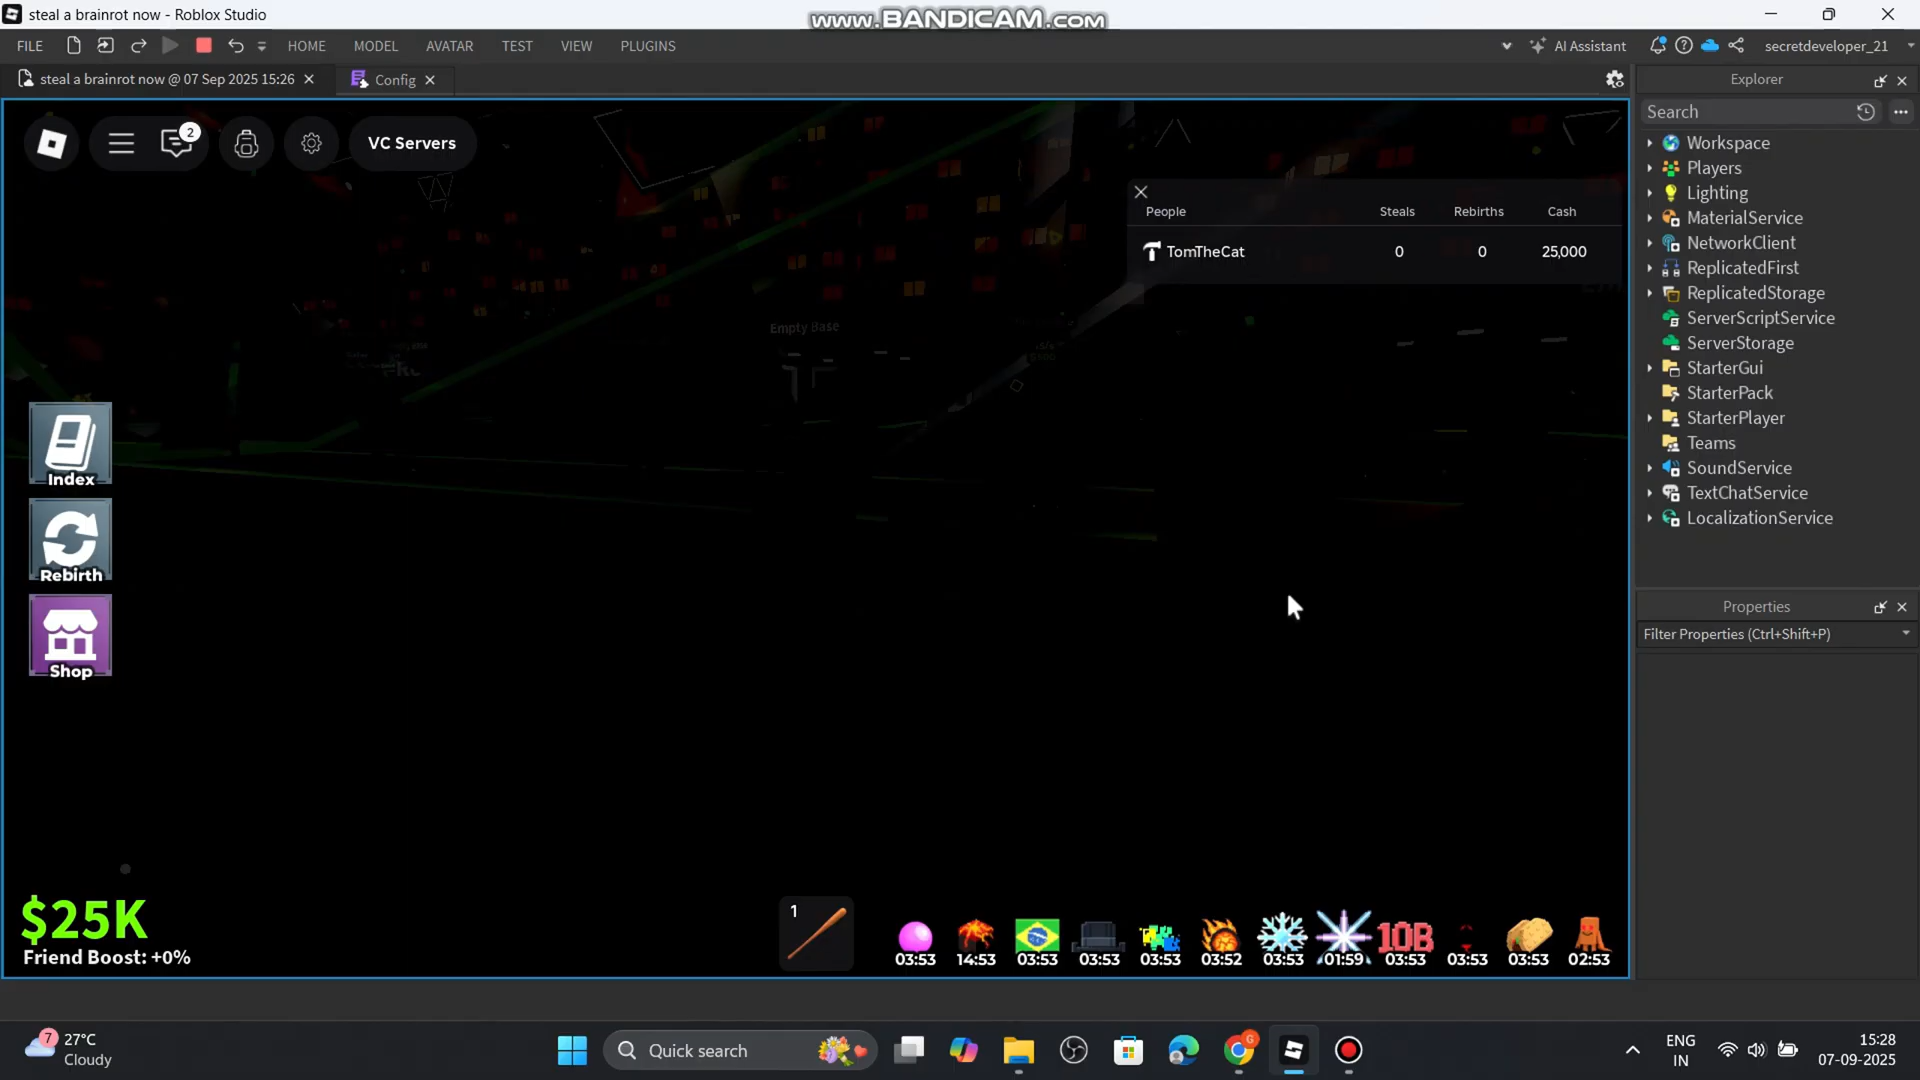 steal a brainrot now - Roblox Studio
www.BANDICAM.com
FILE HOME MODEL AVATAR TEST VIEW PLUGINS AI Assistant secretdeveloper_21
steal a brainrot now @ 07 Sep 2025 15:26
Config
Explorer
Search
2
VC Servers
People Steals Rebirths Cash
TomTheCat 0 0 25,000
Empty Base
Workspace
Players
Lighting
MaterialService
NetworkClient
ReplicatedFirst
ReplicatedStorage
ServerScriptService
ServerStorage
StarterGui
StarterPack
StarterPlayer
Teams
SoundService
TextChatService
LocalizationService
Properties
Filter Properties (Ctrl+Shift+P)
Index
Rebirth
Shop
$25K
Friend Boost: +0%
1
10B
03:53 14:53 03:53 03:53 03:53 03:52 03:53 01:59 03:53 03:53 03:53 02:53
7
27°C
Cloudy
Quick search
G
ENG
IN
15:28
07-09-2025